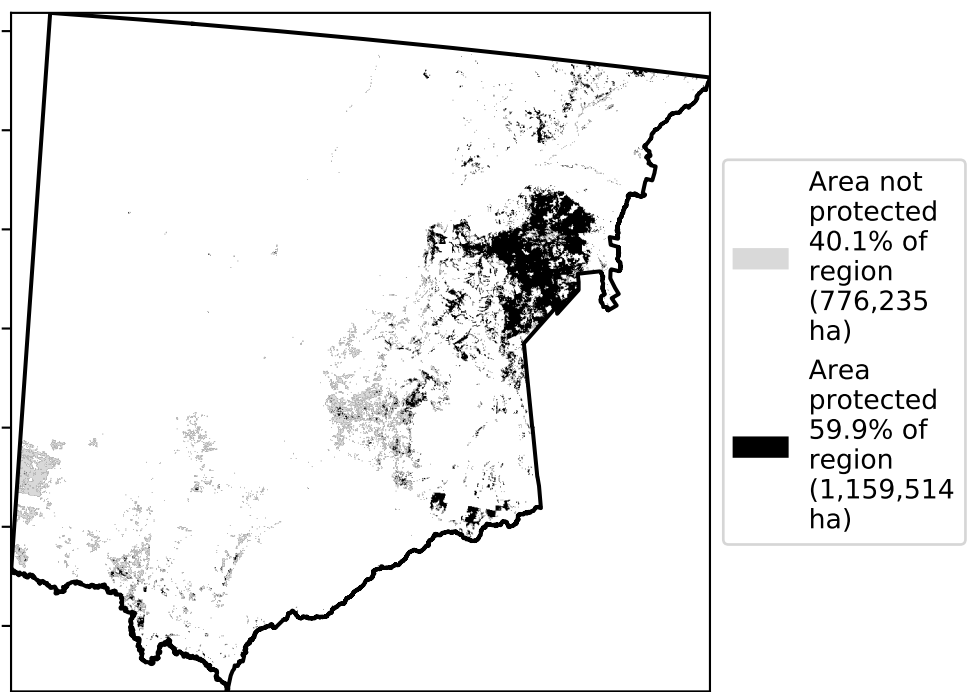 Area not
protected
40.1% of
region
(776,235
ha)
Area
protected
59.9% of
region
(1,159,514
ha)